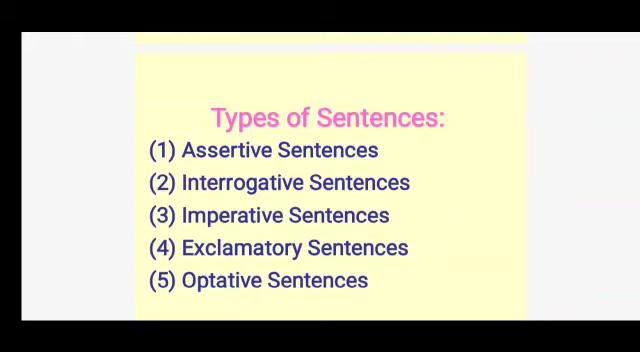 Types of Sentences:
(1) Assertive Sentences
(2) Interrogative Sentences
(3) Imperative Sentences
(4) Exclamatory Sentences
(5) Optative Sentences